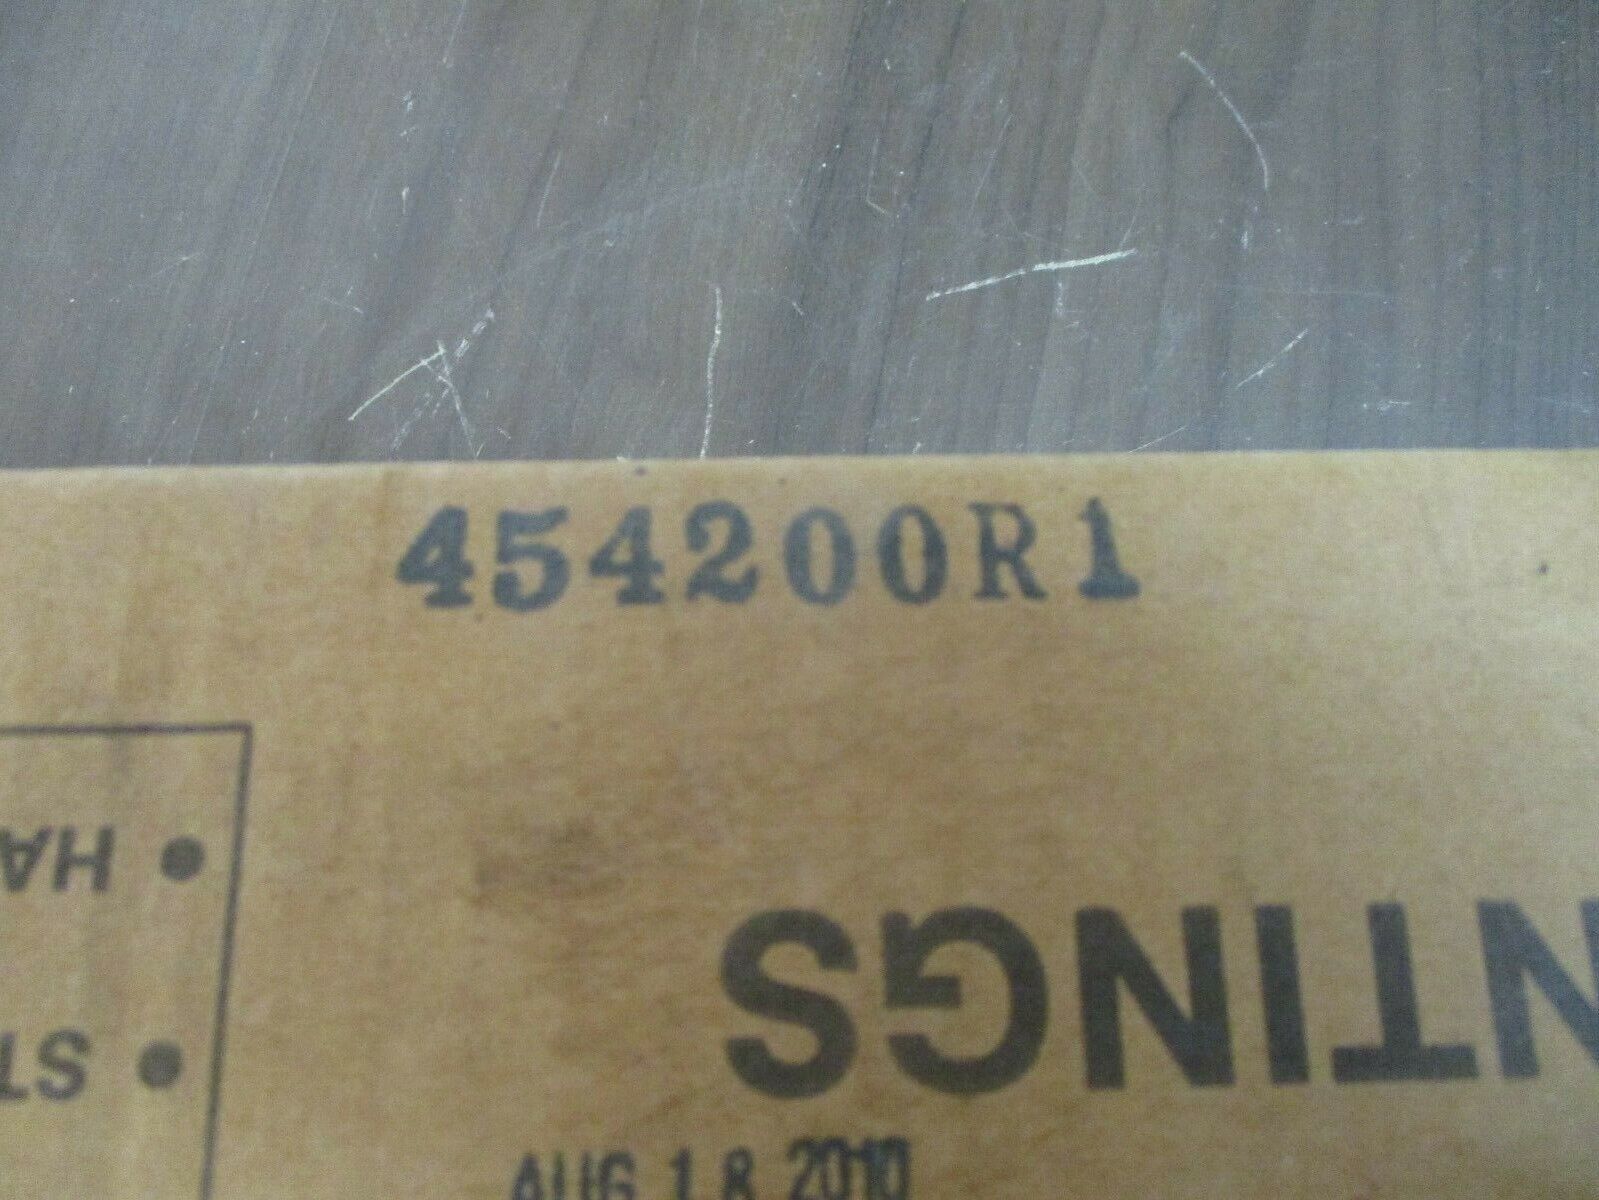 454200R1
• HA
NTINGS
• ST
AUG 18 2010